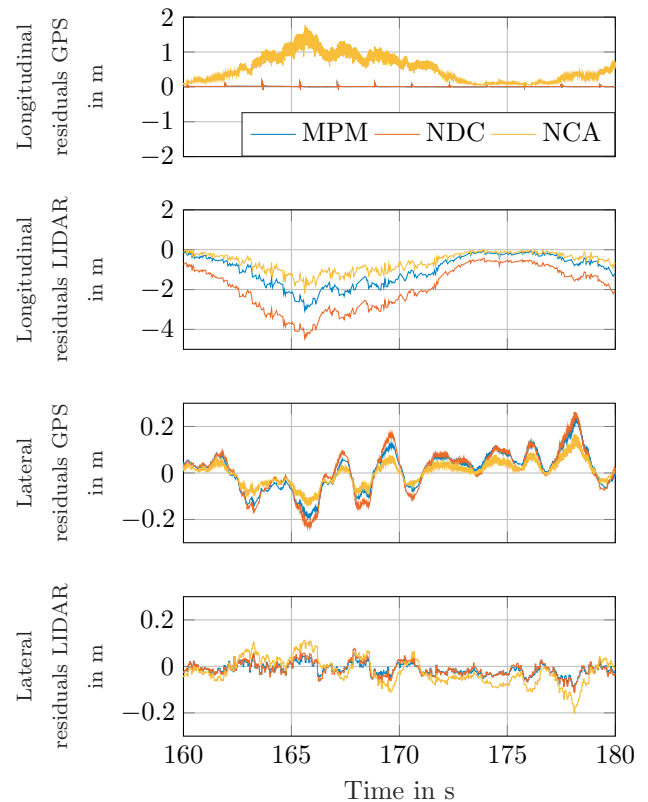 Longitudinal
residuals GPS
in m
2
1
0
−1
−2
MPM NDC NCA
Longitudinal
residuals LIDAR
in m
2
0
−2
−4
Lateral
residuals GPS
in m
0.2
0
−0.2
Lateral
residuals LIDAR
in m
0.2
0
−0.2
160 165 170 175 180
Time in s